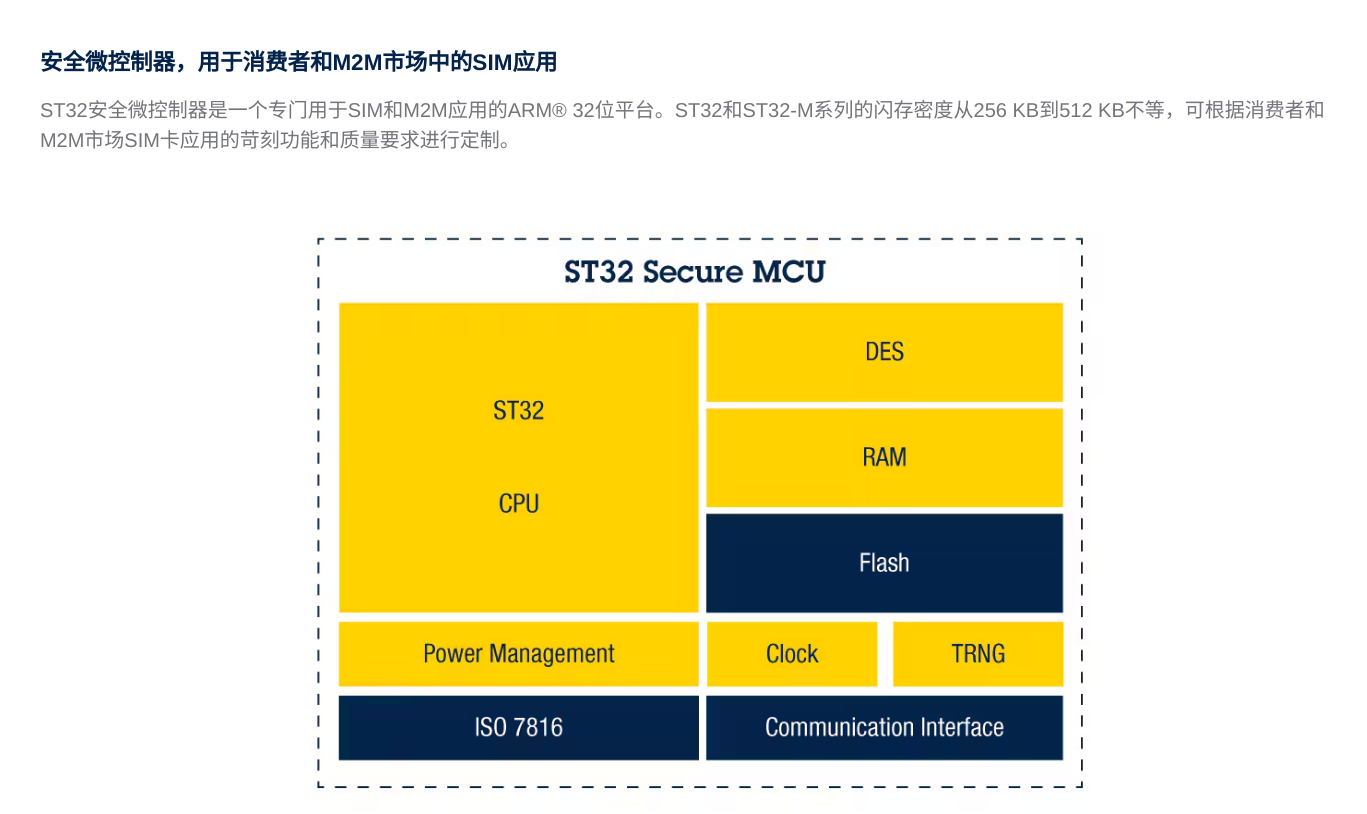 安全微控制器，用于消费者和M2M市场中的SIM应用
ST32安全微控制器是一个专门用于SIM和M2M应用的ARM® 32位平台。ST32和ST32-M系列的闪存密度从256 KB到512 KB不等，可根据消费者和
M2M市场SIM卡应用的苛刻功能和质量要求进行定制。
ST32 Secure MCU
ST32
CPU
DES
RAM
Flash
Power Management
Clock
TRNG
ISO 7816
Communication Interface